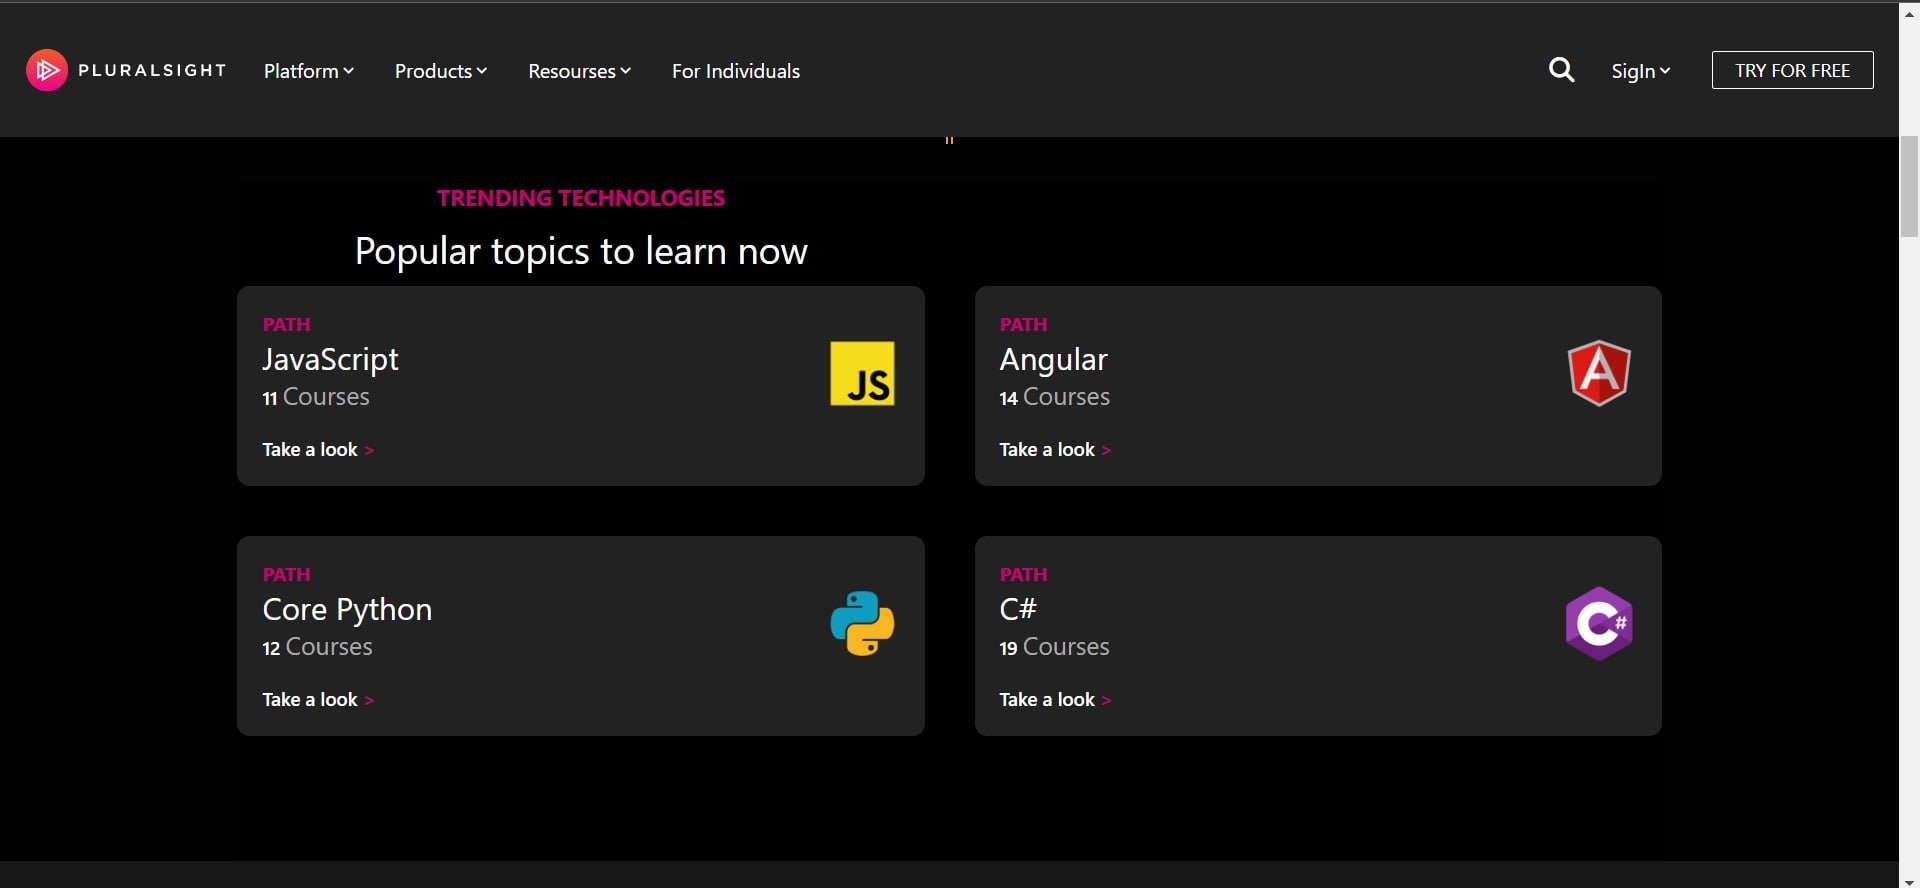 PLURALSIGHT Platform Products Resourses For Individuals SigIn TRY FOR FREE
TRENDING TECHNOLOGIES
Popular topics to learn now
PATH
JavaScript
11 Courses
Take a look >
JS
PATH
Angular
14 Courses
Take a look >
A
PATH
Core Python
12 Courses
Take a look >
PATH
C#
19 Courses
Take a look >
C#